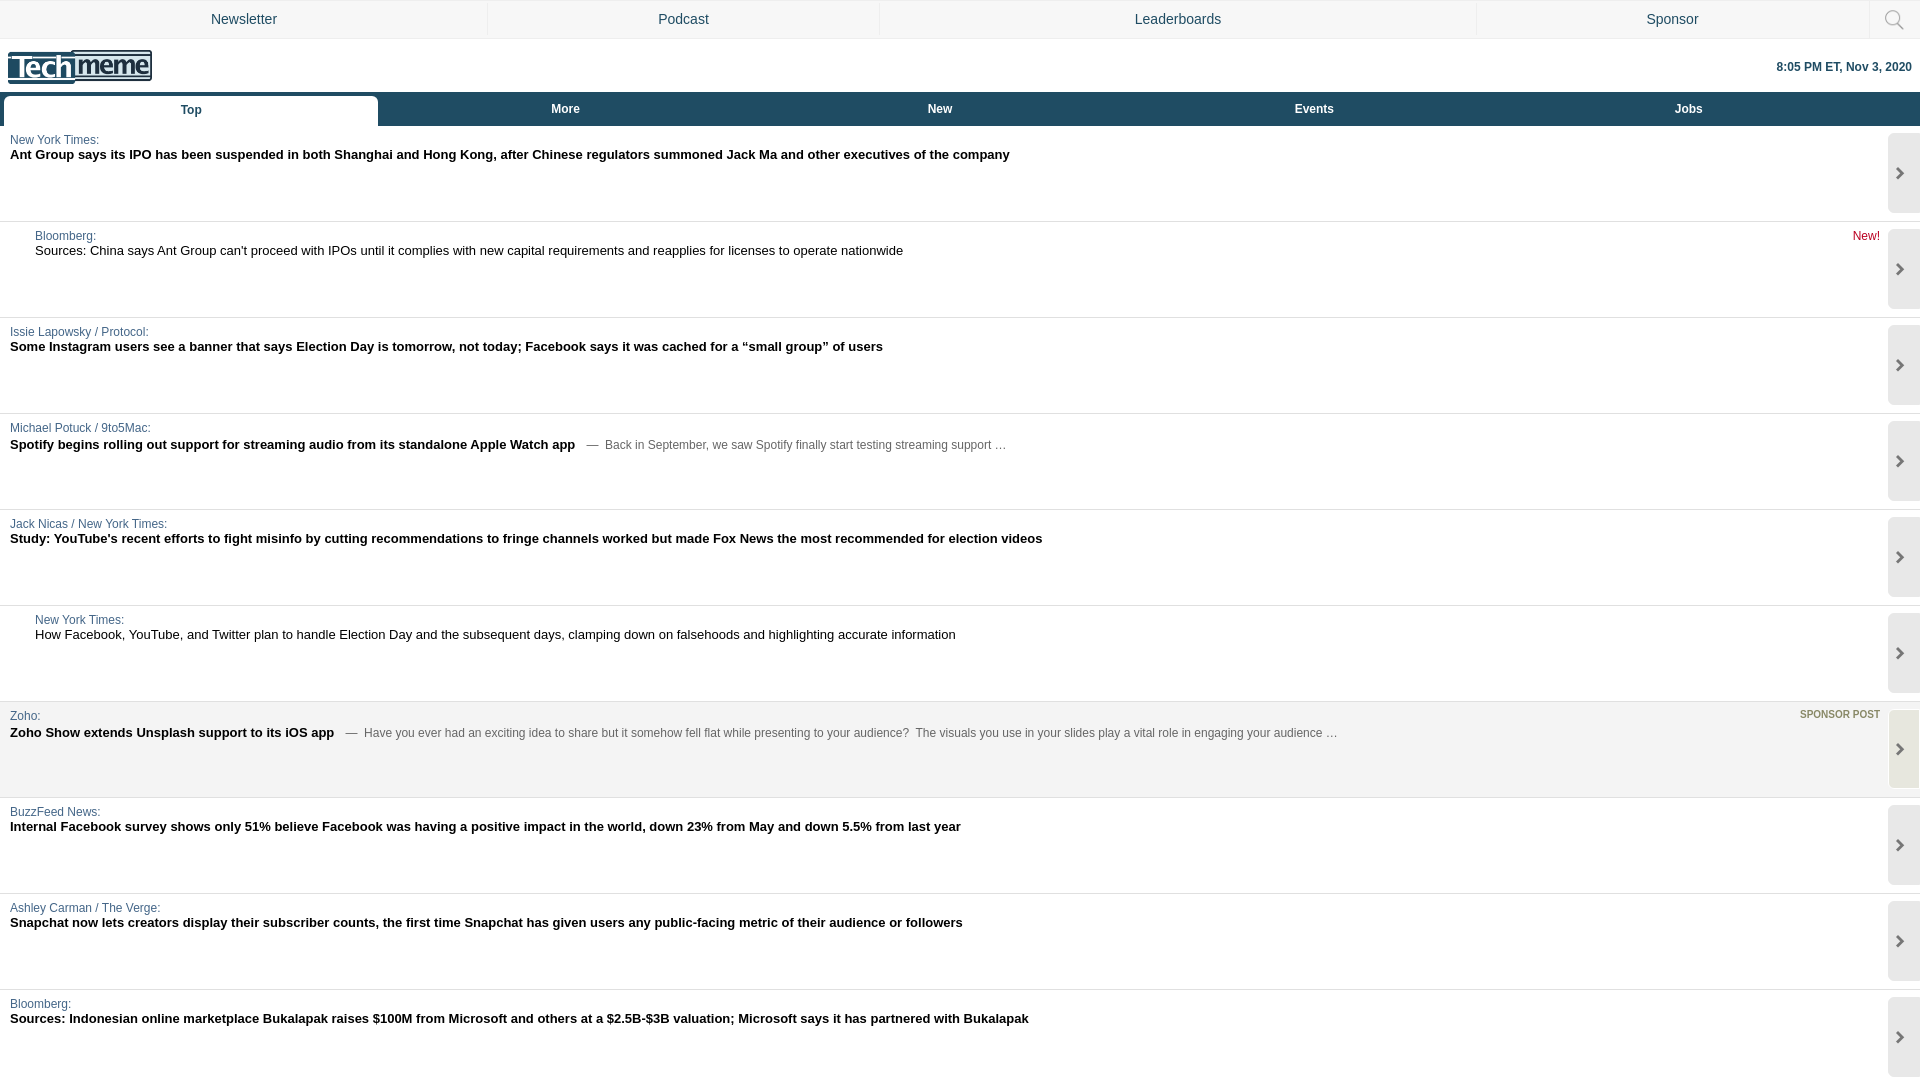 Newsletter
Podcast
Leaderboards
Sponsor
Techmeme
8:05 PM ET, Nov 3, 2020
Top
More
New
Events
Jobs
New York Times:
Ant Group says its IPO has been suspended in both Shanghai and Hong Kong, after Chinese regulators summoned Jack Ma and other executives of the company
Bloomberg:
New!
Sources: China says Ant Group can't proceed with IPOs until it complies with new capital requirements and reapplies for licenses to operate nationwide
Issie Lapowsky / Protocol:
Some Instagram users see a banner that says Election Day is tomorrow, not today; Facebook says it was cached for a “small group” of users
Michael Potuck / 9to5Mac:
Spotify begins rolling out support for streaming audio from its standalone Apple Watch app — Back in September, we saw Spotify finally start testing streaming support …
Jack Nicas / New York Times:
Study: YouTube's recent efforts to fight misinfo by cutting recommendations to fringe channels worked but made Fox News the most recommended for election videos
New York Times:
How Facebook, YouTube, and Twitter plan to handle Election Day and the subsequent days, clamping down on falsehoods and highlighting accurate information
Zoho:
SPONSOR POST
Zoho Show extends Unsplash support to its iOS app — Have you ever had an exciting idea to share but it somehow fell flat while presenting to your audience? The visuals you use in your slides play a vital role in engaging your audience …
BuzzFeed News:
Internal Facebook survey shows only 51% believe Facebook was having a positive impact in the world, down 23% from May and down 5.5% from last year
Ashley Carman / The Verge:
Snapchat now lets creators display their subscriber counts, the first time Snapchat has given users any public-facing metric of their audience or followers
Bloomberg:
Sources: Indonesian online marketplace Bukalapak raises $100M from Microsoft and others at a $2.5B-$3B valuation; Microsoft says it has partnered with Bukalapak